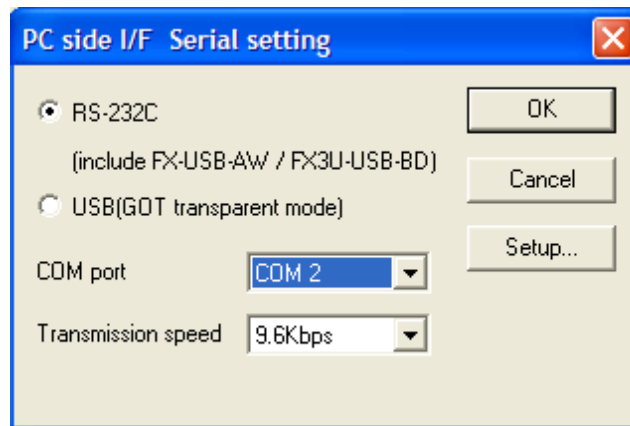 PC side I/F Serial setting
RS-232C
OK
(include FX-USB-AW / FX3U-USB-BD)
Cancel
USB(GOT transparent mode)
Setup...
COM port
COM 2
Transmission speed
9.6Kbps